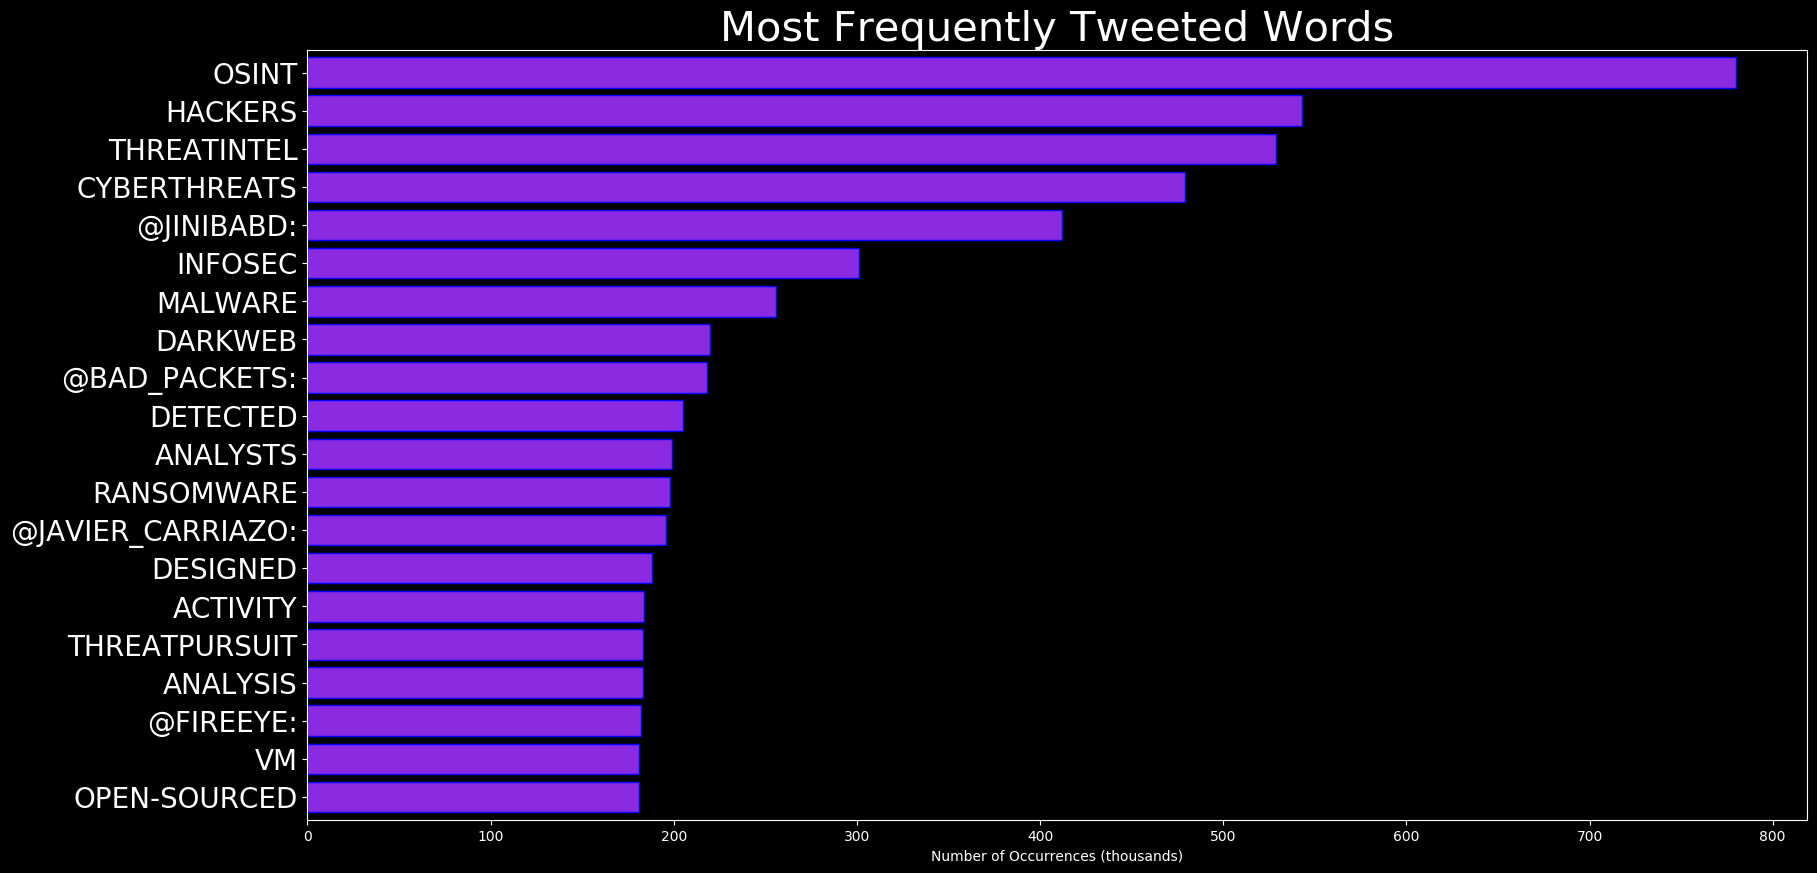 Most Frequently Tweeted Words
OSINT
HACKERS
THREATINTEL
CYBERTHREATS
@JINIBABD:
INFOSEC
MALWARE
DARKWEB
@BAD_PACKETS:
DETECTED
ANALYSTS
RANSOMWARE
@JAVIER_CARRIAZO:
DESIGNED
ACTIVITY
THREATPURSUIT
ANALYSIS
@FIREEYE:
VM
OPEN-SOURCED
0 100 200 300 400 500 600 700 800
Number of Occurrences (thousands)